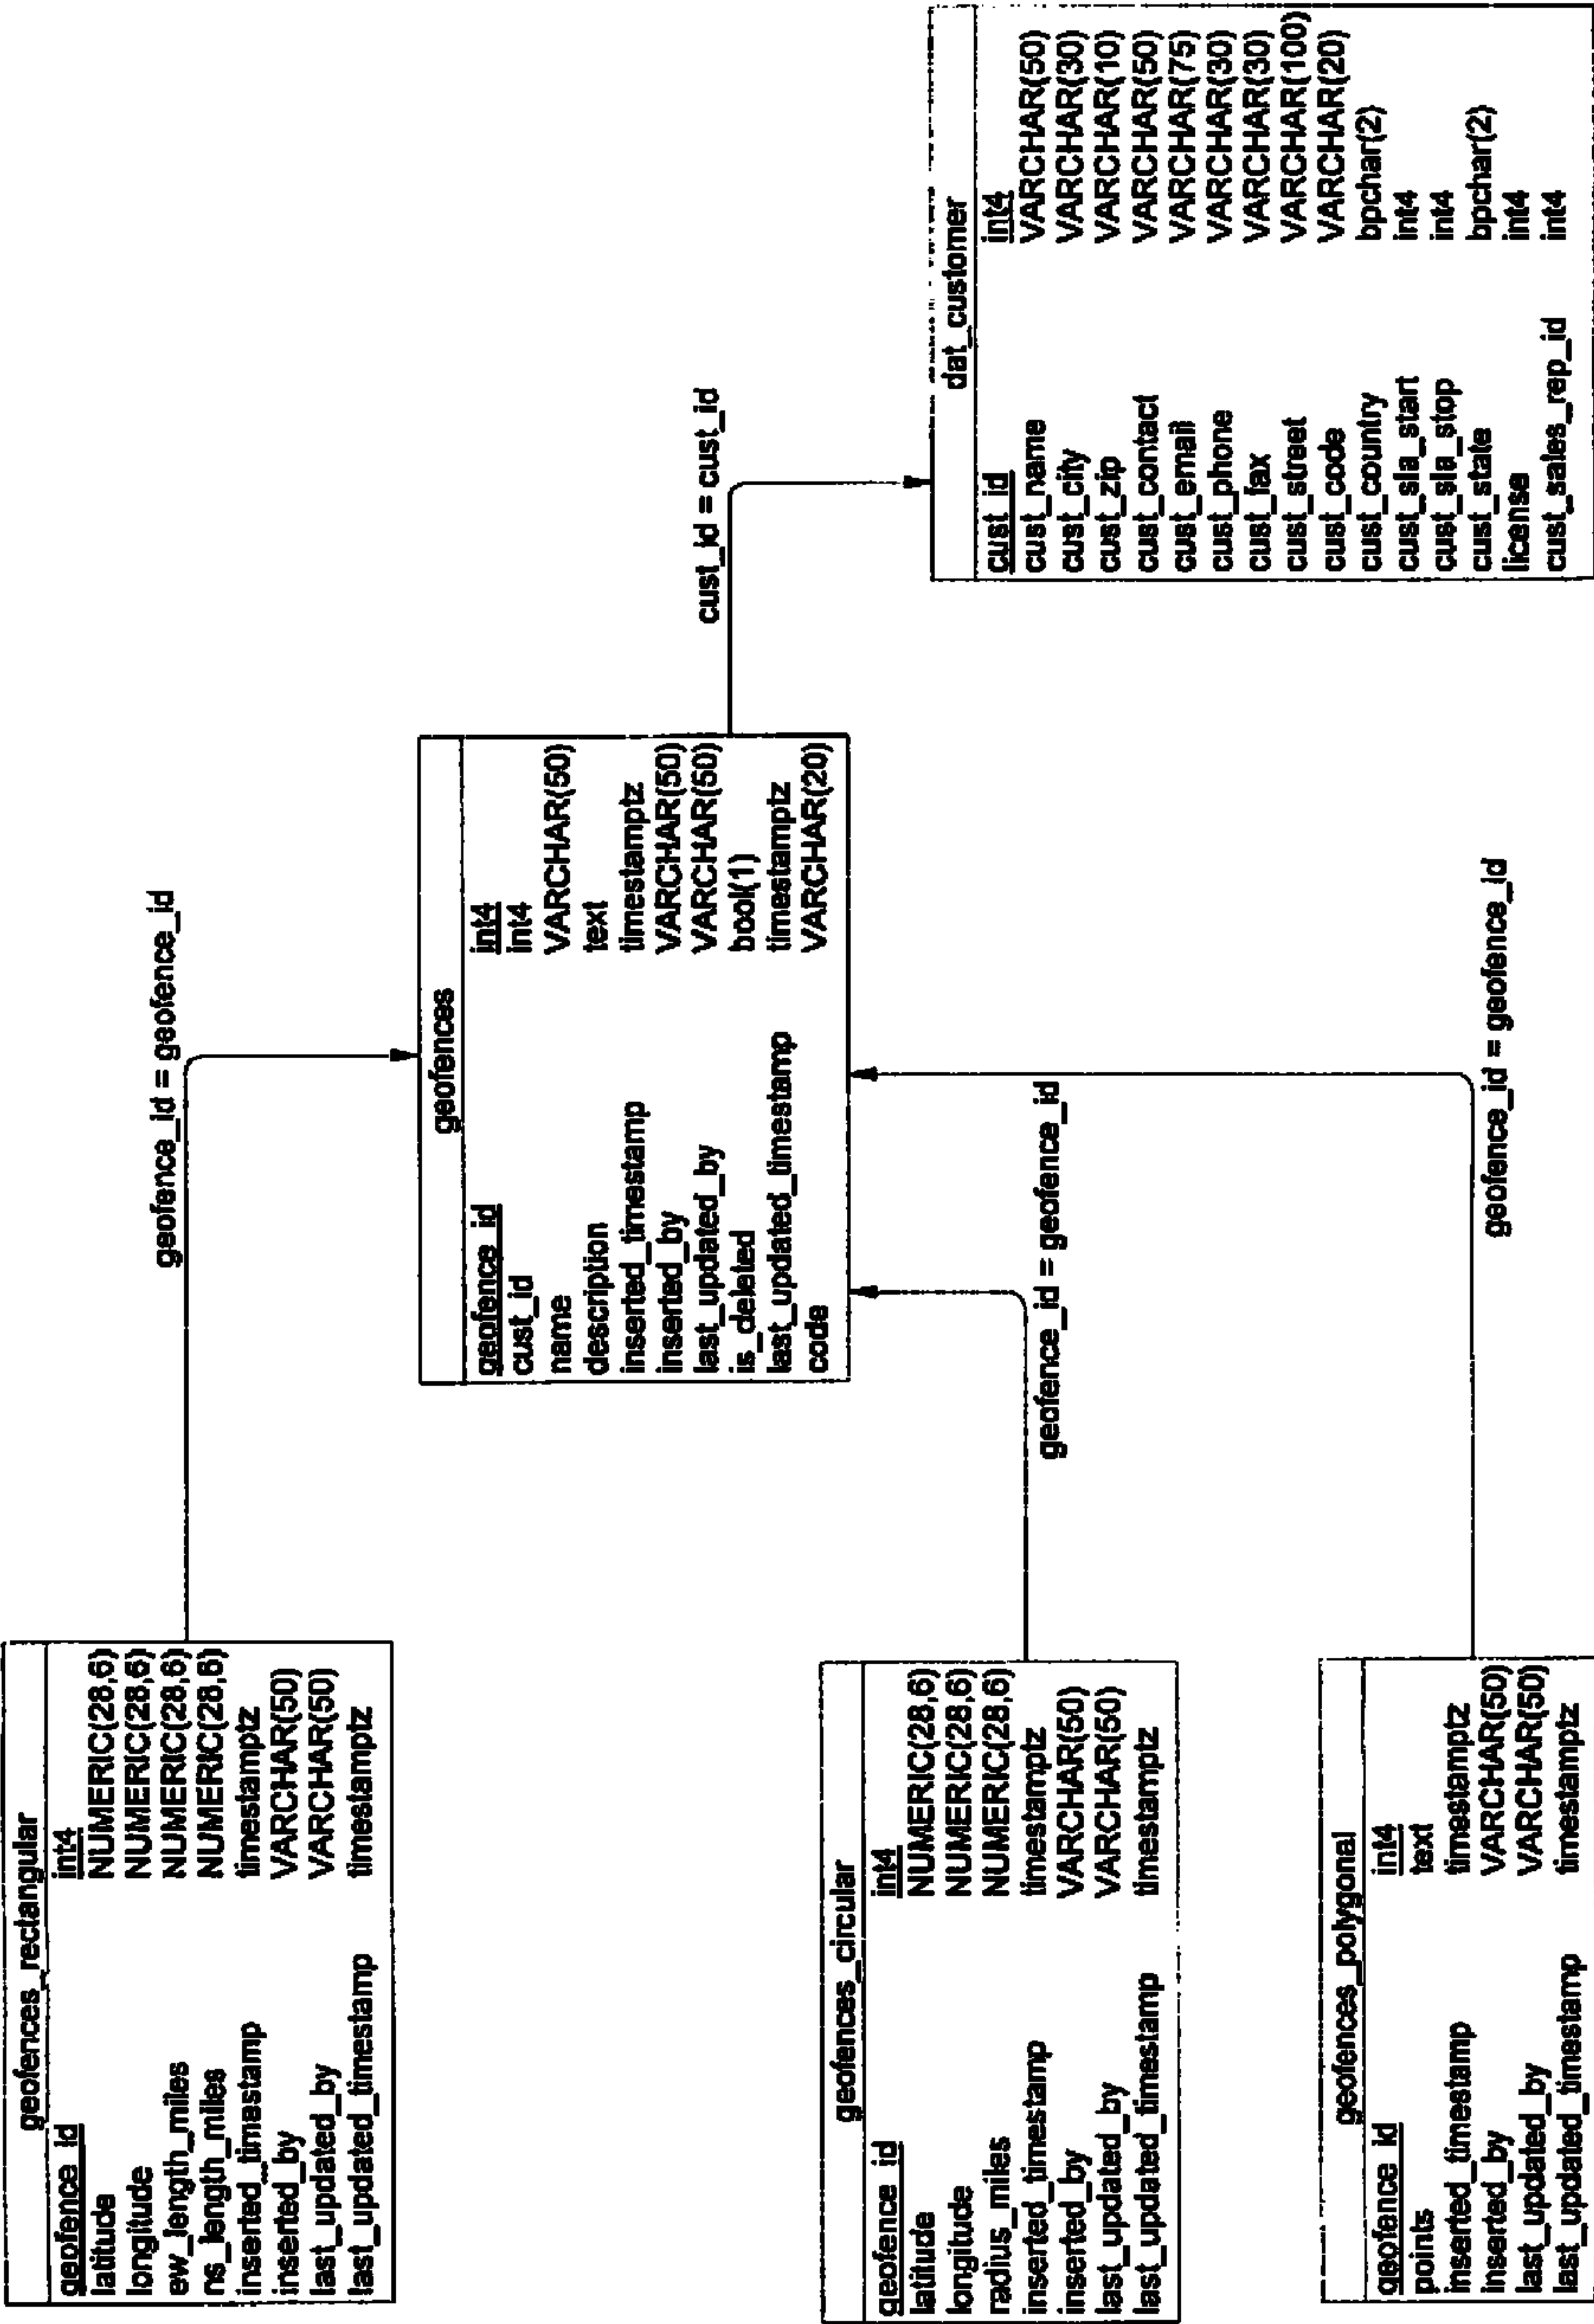 geofences_rectangular
geofence_id int4
latitude NUMERIC(28,6)
longitude NUMERIC(28,6)
ew_length_miles NUMERIC(28,6)
ns_length_miles NUMERIC(28,6)
inserted_timestamp timestamptz
inserted_by VARCHAR(50)
last_updated_by VARCHAR(50)
last_updated_timestamp timestamptz
geofence_id = geofence_id
geofences
geofence_id int4
cust_id int4
name VARCHAR(50)
description text
inserted_timestamp timestamptz
inserted_by VARCHAR(50)
last_updated_by VARCHAR(50)
is_deleted bool(1)
last_updated_timestamp timestamptz
code VARCHAR(20)
cust_id = cust_id
geofences_circular
geofence_id int4
latitude NUMERIC(28,6)
longitude NUMERIC(28,6)
radius_miles NUMERIC(28,6)
inserted_timestamp timestamptz
inserted_by VARCHAR(50)
last_updated_by VARCHAR(50)
last_updated_timestamp timestamptz
geofence_id = geofence_id
dat_customer
cust_id int4
cust_name VARCHAR(50)
cust_city VARCHAR(30)
cust_zip VARCHAR(10)
cust_contact VARCHAR(50)
cust_email VARCHAR(75)
cust_phone VARCHAR(30)
cust_fax VARCHAR(30)
cust_street VARCHAR(100)
cust_code VARCHAR(20)
cust_country bpchar(2)
cust_sla_start int4
cust_sla_stop int4
cust_state bpchar(2)
license int4
cust_sales_rep_id int4
geofences_polygonal
geofence_id int4
points text
inserted_timestamp timestamptz
inserted_by VARCHAR(50)
last_updated_by VARCHAR(50)
last_updated_timestamp timestamptz
geofence_id = geofence_id